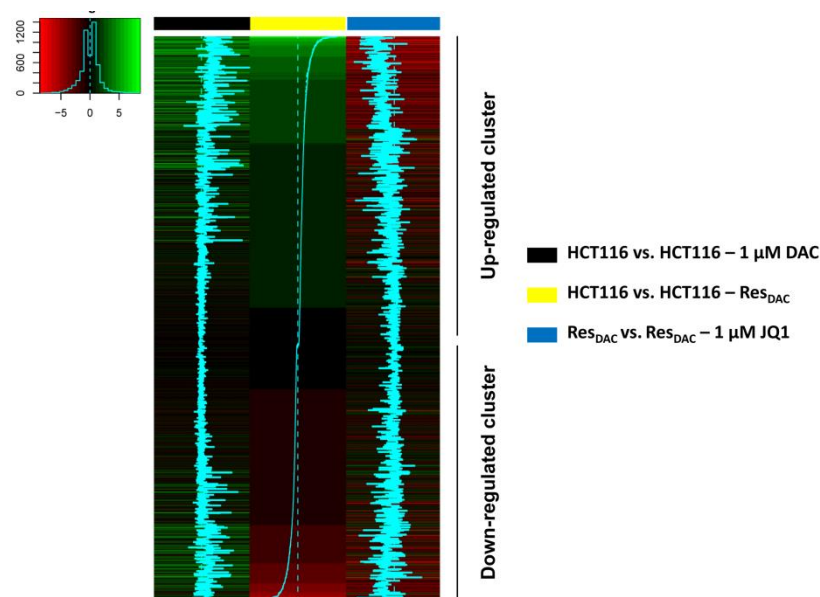 1200
600
0
-5 0 5
Up-regulated cluster
Down-regulated cluster
HCT116 vs. HCT116 – 1 µM DAC
HCT116 vs. HCT116 – ResDAC
ResDAC vs. ResDAC – 1 µM JQ1